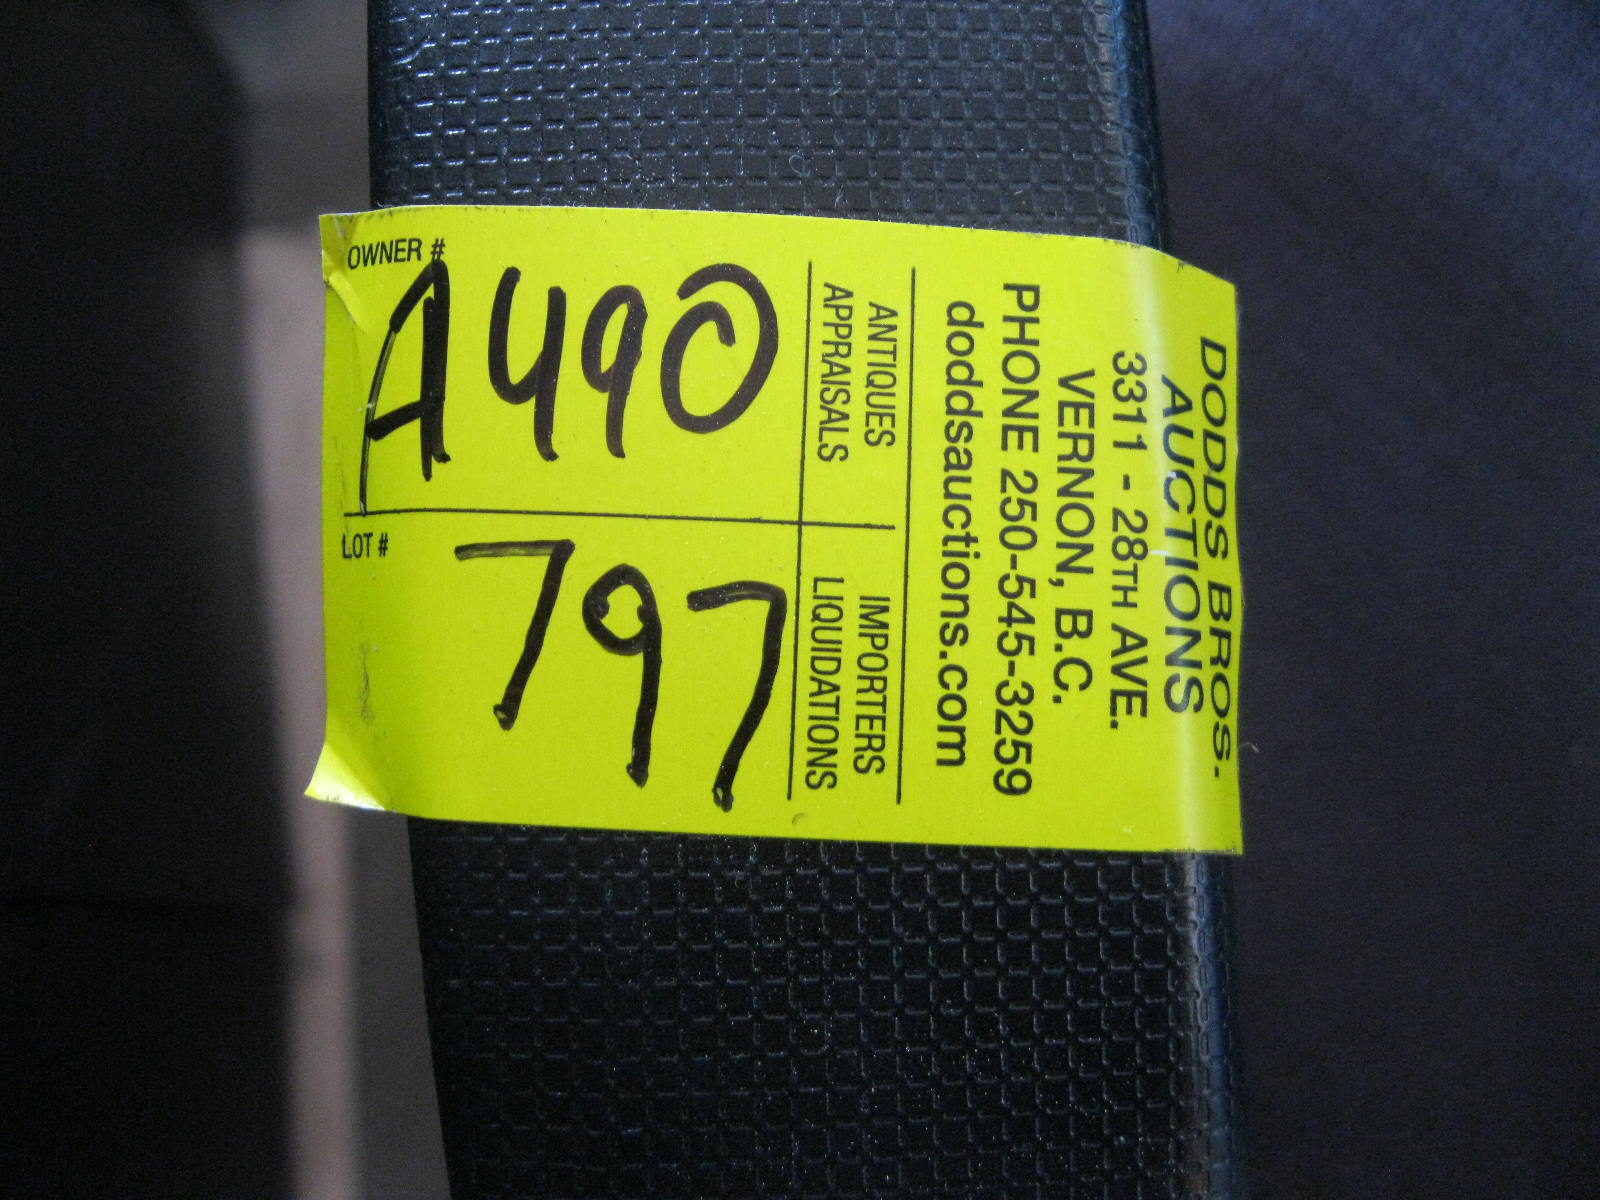 DODDS BROS.
AUCTIONS
3311 - 28TH AVE.
VERNON, B.C.
PHONE 250-545-3259
doddsauctions.com
ANTIQUES
APPRAISALS
IMPORTERS
LIQUIDATIONS
OWNER #
A490
LOT #
797